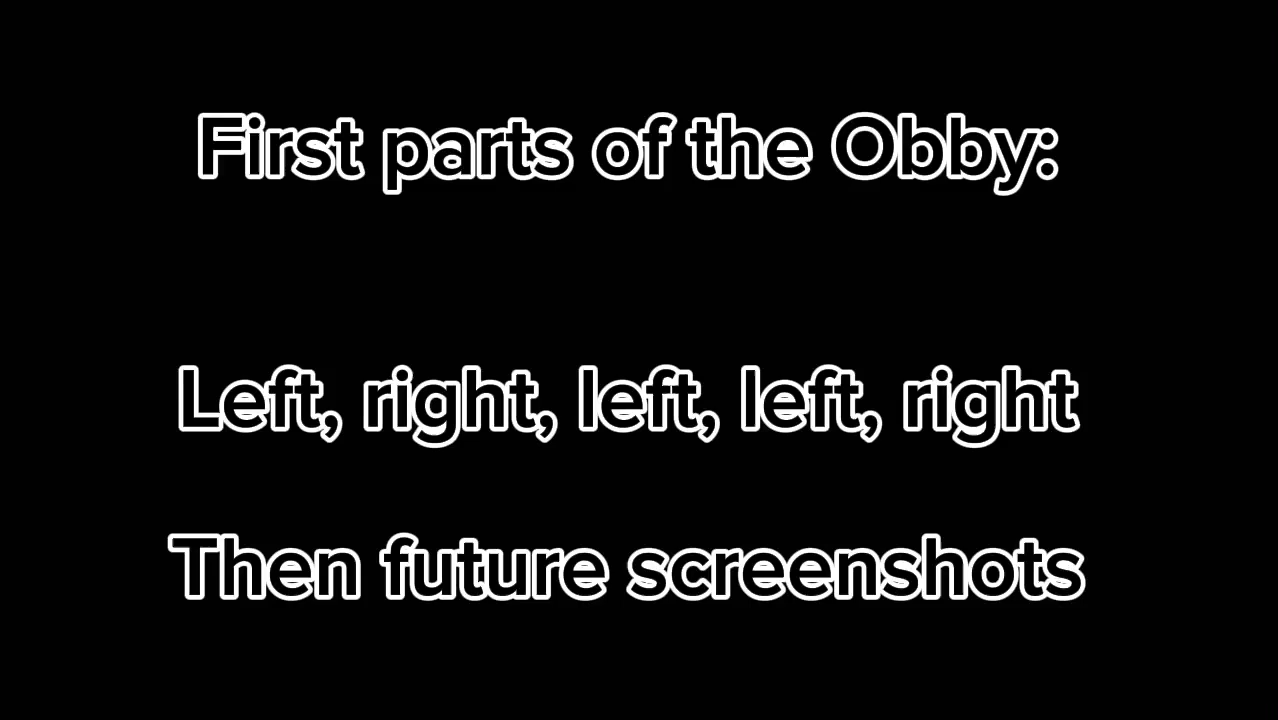 First parts of the Obby:
Left, right, left, left, right
Then future screenshots